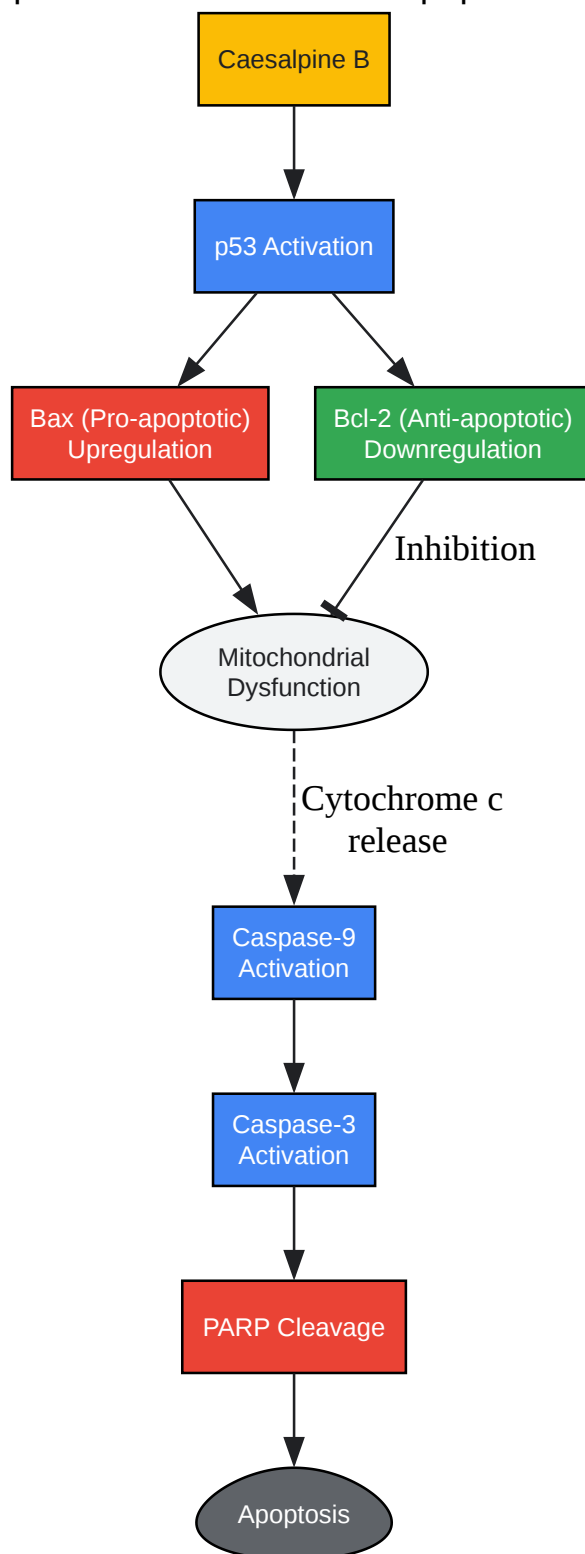 Caesalpine B
p53 Activation
Bax (Pro-apoptotic)
Upregulation
Bcl-2 (Anti-apoptotic)
Downregulation
Inhibition
Mitochondrial
Dysfunction
Cytochrome c
release
Caspase-9
Activation
Caspase-3
Activation
PARP Cleavage
Apoptosis